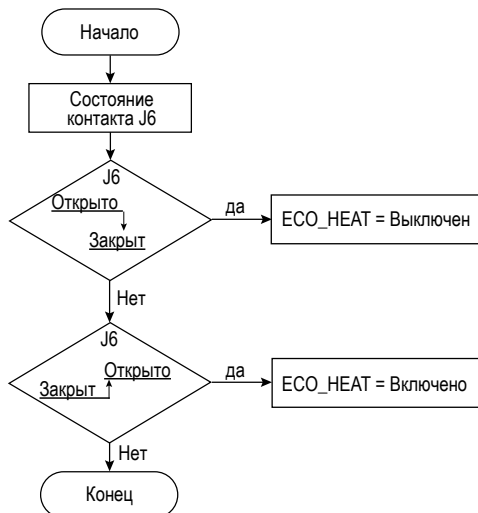 Начало
Состояние
контакта J6
J6
Открыто
Закрыт
да
ECO_HEAT = Выключен
Нет
J6
Открыто
Закрыт
да
ECO_HEAT = Включено
Нет
Конец